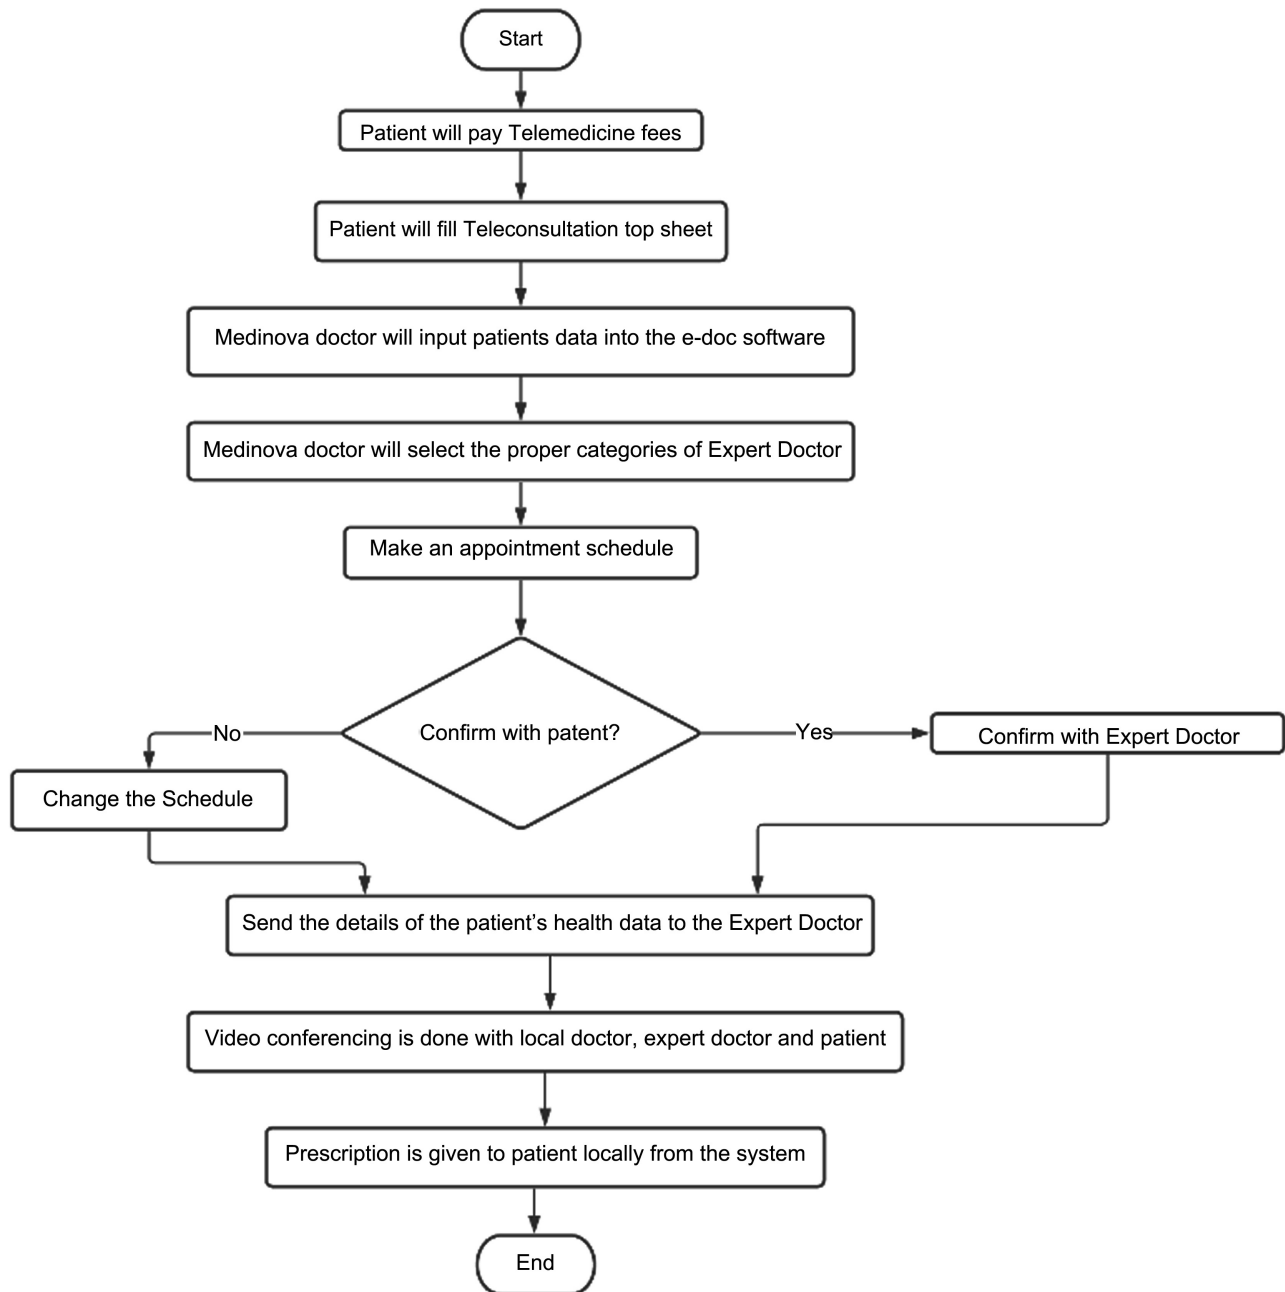 Start
Patient will pay Telemedicine fees
Patient will fill Teleconsultation top sheet
Medinova doctor will input patients data into the e-doc software
Medinova doctor will select the proper categories of Expert Doctor
Make an appointment schedule
Confirm with patent?
No
Yes
Confirm with Expert Doctor
Change the Schedule
Send the details of the patient’s health data to the Expert Doctor
Video conferencing is done with local doctor, expert doctor and patient
Prescription is given to patient locally from the system
End